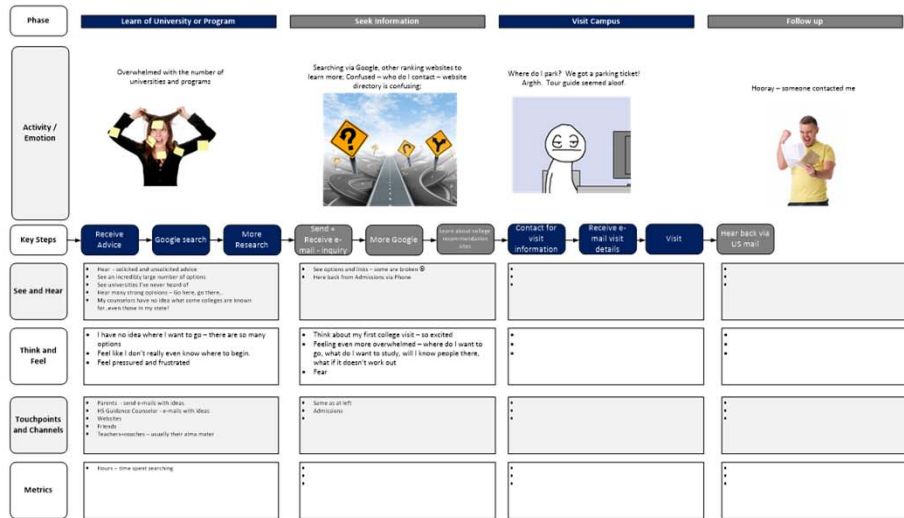 Phase
Learn of University or Program
Seek Information
Visit Campus
Follow up
Activity /
Emotion
Overwhelmed with the number of
universities and programs
Searching via Google, other ranking websites to
learn more; Confused – who do I contact – website
directory is confusing;
Where do I park? We got a parking ticket!
Arghh. Tour guide seemed aloof.
Hooray – someone contacted me
Key Steps
Receive
Advice
Google search
More
Research
Send +
Receive e-
mail - inquiry
More Google
Learn about college
recommendation
sites
Contact for
visit
information
Receive e-
mail visit
details
Visit
Hear back via
US mail
See and Hear
• Hear – solicited and unsolicited advice
• See an incredibly large number of options
• See universities I've never heard of
• Hear many strong opinions – Go here, go there..
• My counselors have no idea what some colleges are known
for..even those in my state!
• See options and links – some are broken ☹
• Here back from Admissions via Phone
Think and
Feel
• I have no idea where I want to go – there are so many
options
• Feel like I don't really even know where to begin.
• Feel pressured and frustrated
• Think about my first college visit – so excited
• Feeling even more overwhelmed – where do I want to
go, what do I want to study, will I know people there,
what if it doesn't work out
• Fear
Touchpoints
and Channels
• Parents - send e-mails with ideas.
• HS Guidance Counselor - e-mails with ideas
• Websites
• Friends
• Teachers+coaches – usually their alma mater
• Same as at left
• Admissions
Metrics
• hours – time spent searching